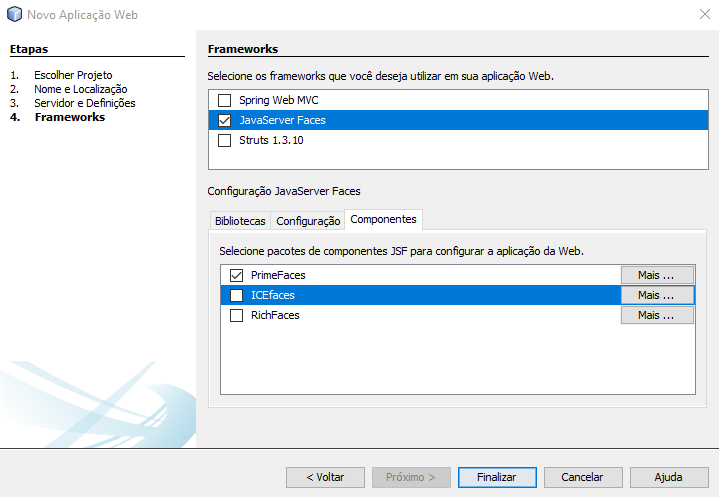 Novo Aplicação Web
Etapas
1. Escolher Projeto
2. Nome e Localização
3. Servidor e Definições
4. Frameworks
Frameworks
Selecione os frameworks que você deseja utilizar em sua aplicação Web.
Spring Web MVC
JavaServer Faces
Struts 1.3.10
Configuração JavaServer Faces
Bibliotecas Configuração Componentes
Selecione pacotes de componentes JSF para configurar a aplicação da Web.
PrimeFaces Mais ...
ICEfaces Mais ...
RichFaces Mais ...
< Voltar Próximo > Finalizar Cancelar Ajuda